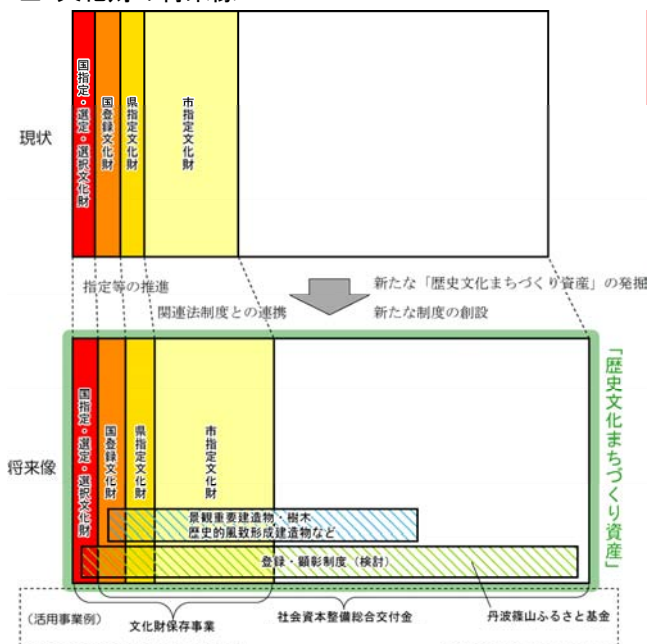 現状
国指定・選定・選択文化財
国登録文化財
県指定文化財
市指定文化財
指定等の推進
関連法制度との連携
新たな「歴史文化まちづくり資産」の発掘
新たな制度の創設
将来像
国指定・選定・選択文化財
国登録文化財
県指定文化財
市指定文化財
「歴史文化まちづくり資産」
景観重要建造物・樹木
歴史的風致形成建造物など
登録・顕彰制度（検討）
（活用事業例）
文化財保存事業
社会資本整備総合交付金
丹波篠山ふるさと基金